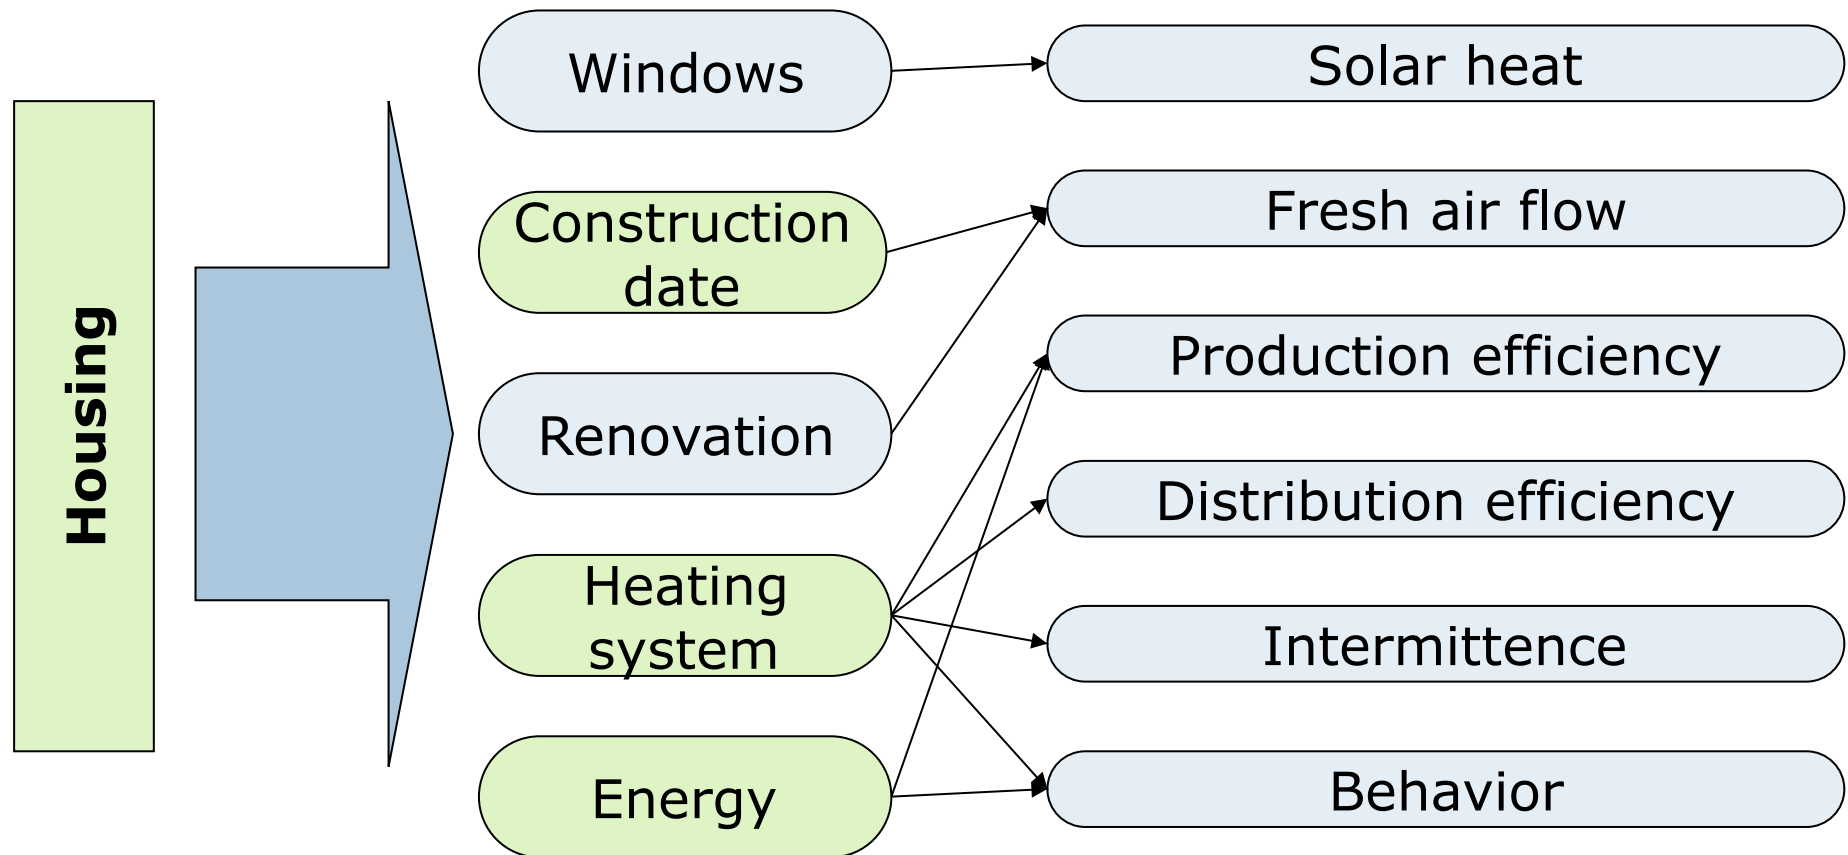 Housing
Windows
Construction
date
Renovation
Heating
system
Energy
Solar heat
Fresh air flow
Production efficiency
Distribution efficiency
Intermittence
Behavior